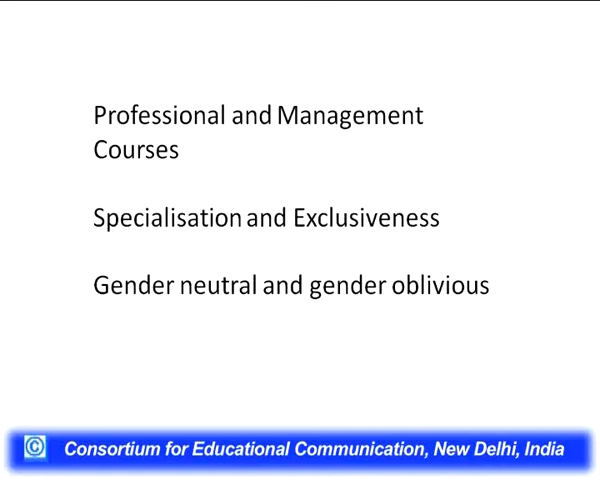 Professional and Management
Courses
Specialisation and Exclusiveness
Gender neutral and gender oblivious
© Consortium for Educational Communication, New Delhi, India